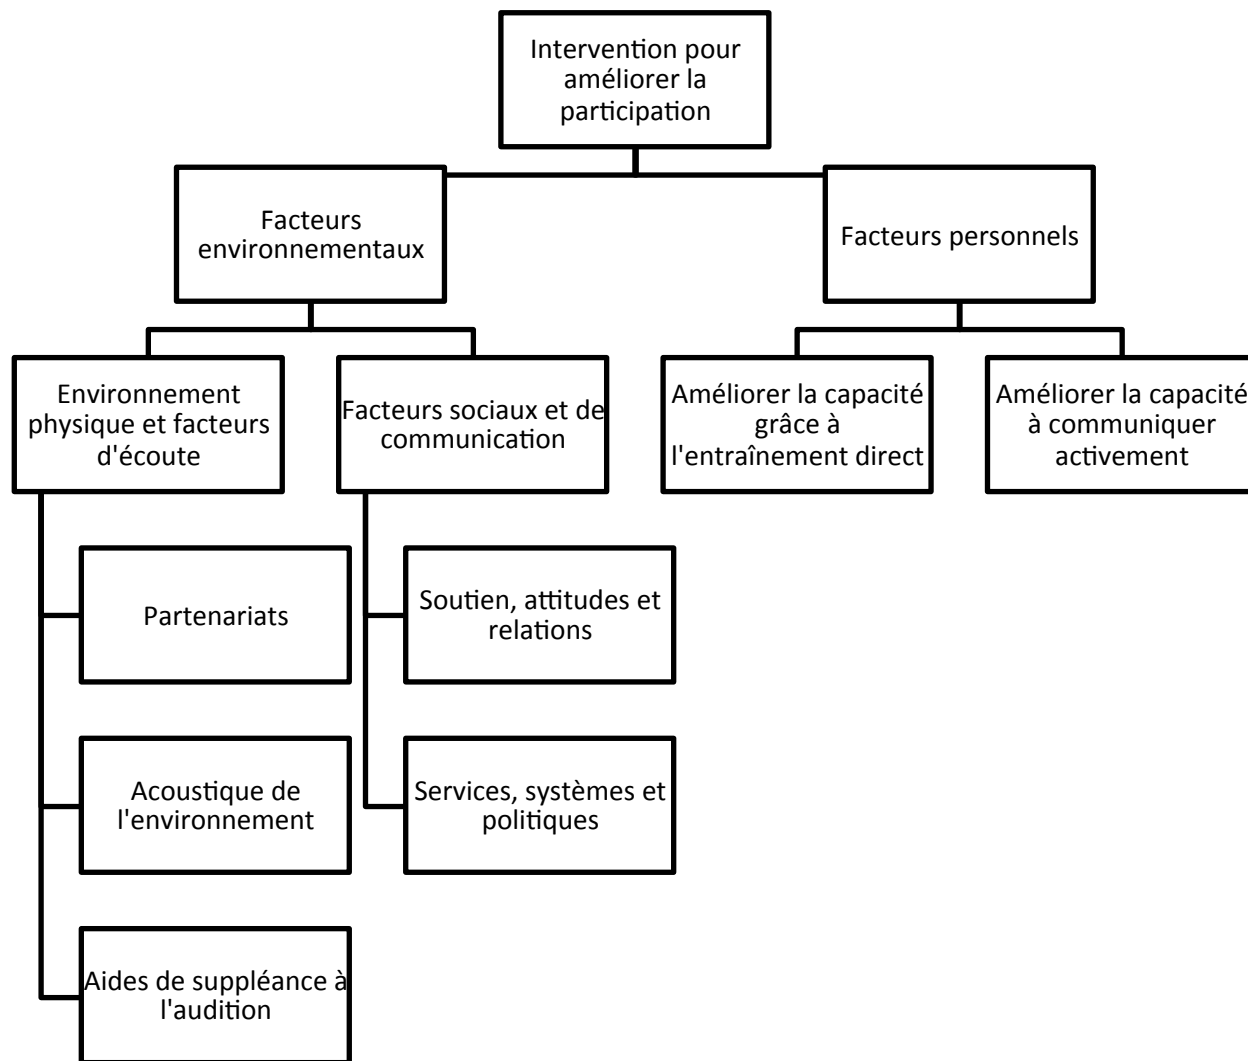 Intervention pour
améliorer la
participation
Facteurs
environnementaux
Facteurs personnels
Environnement
physique et facteurs
d'écoute
Facteurs sociaux et de
communication
Améliorer la capacité
grâce à
l'entraînement direct
Améliorer la capacité
à communiquer
activement
Partenariats
Soutien, attitudes et
relations
Acoustique de
l'environnement
Services, systèmes et
politiques
Aides de suppléance à
l'audition